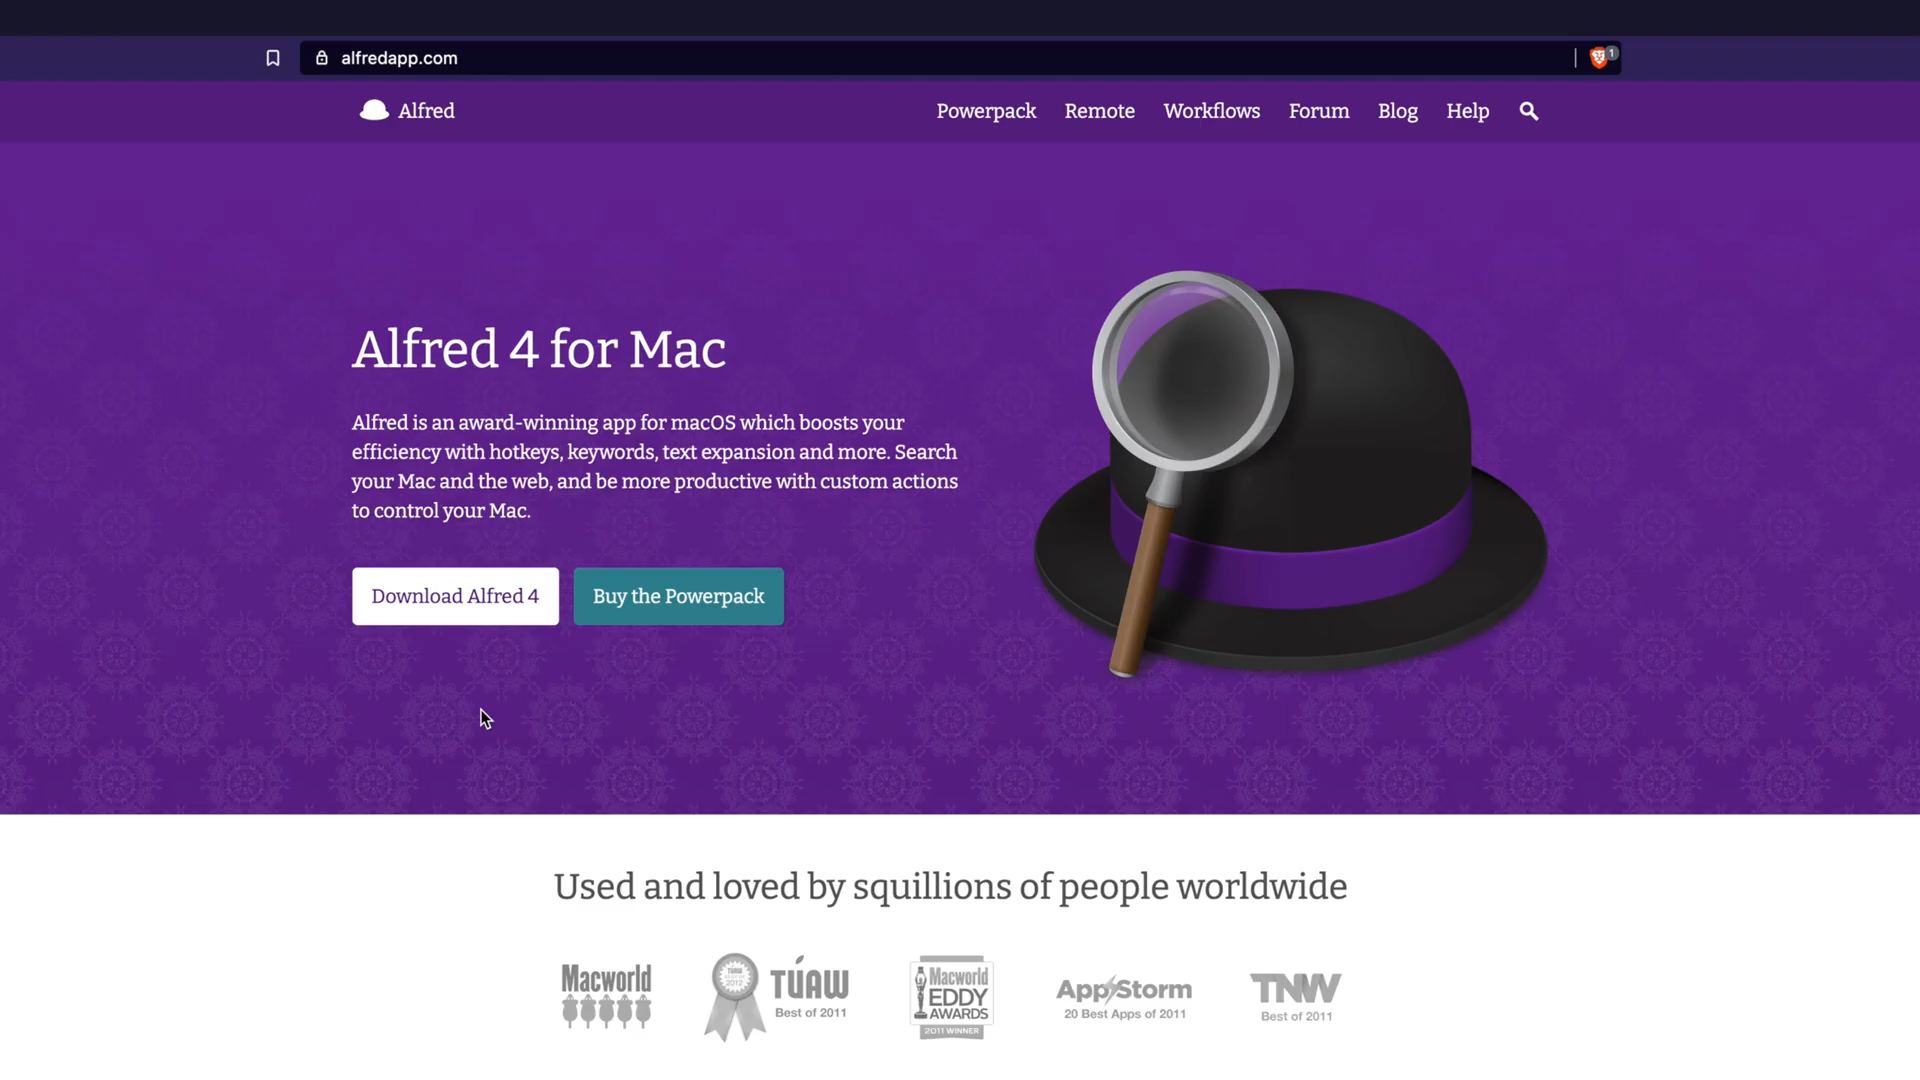 alfredapp.com
1
Alfred
Powerpack Remote Workflows Forum Blog Help
Alfred 4 for Mac
Alfred is an award-winning app for macOS which boosts your
efficiency with hotkeys, keywords, text expansion and more. Search
your Mac and the web, and be more productive with custom actions
to control your Mac.
Download Alfred 4 Buy the Powerpack
Used and loved by squillions of people worldwide
Macworld
TUAW
2012
TÚAW
Best of 2011
Macworld
EDDY
AWARDS
2011 WINNER
AppStorm
20 Best Apps of 2011
TNW
Best of 2011